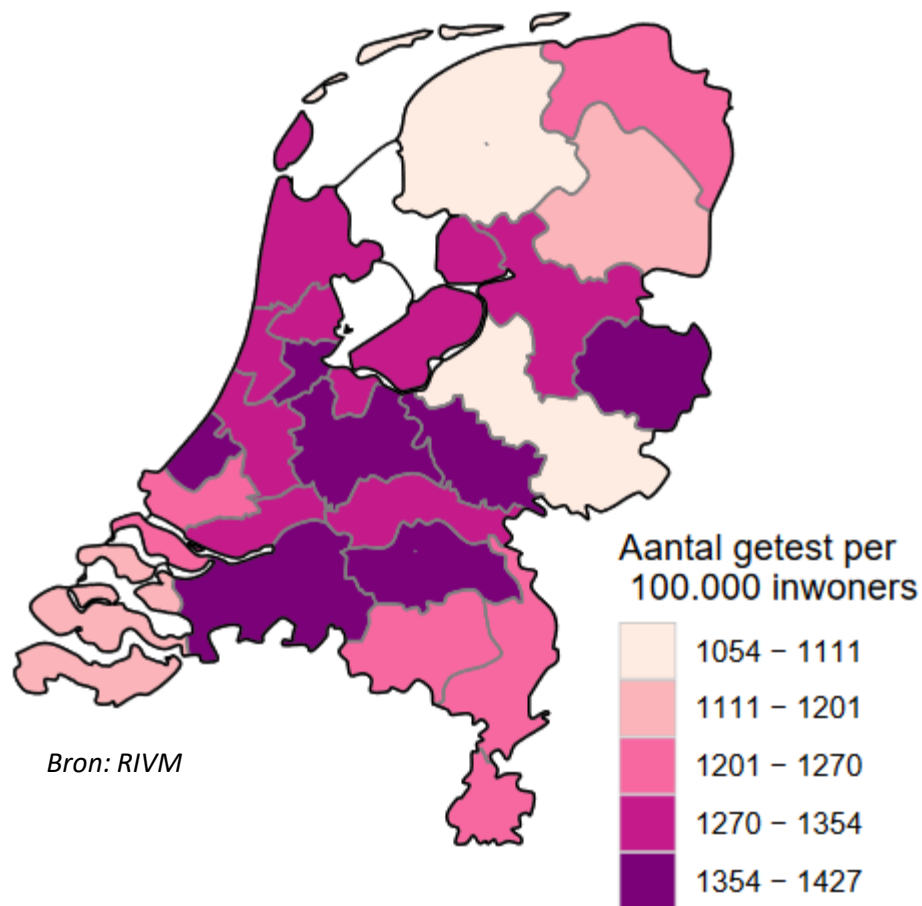 Aantal getest per
100.000 inwoners
1054 − 1111
1111 − 1201
1201 − 1270
1270 − 1354
1354 − 1427
Bron: RIVM